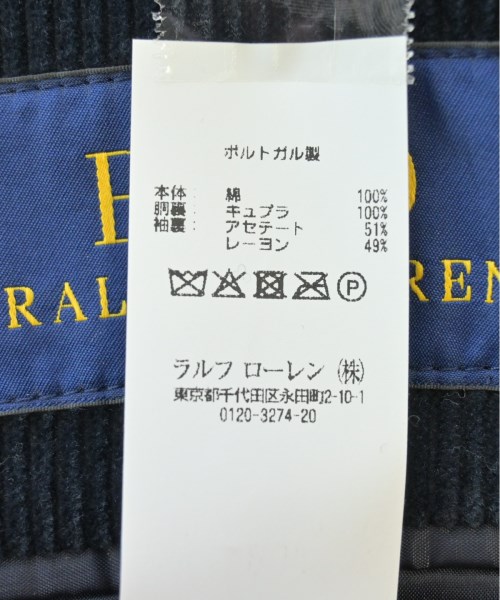 ポルトガル製
本体： 綿 100%
胴裏： キュプラ 100%
袖裏： アセテート 51%
レーヨン 49%
P
ラルフ ローレン (株)
東京都千代田区永田町2-10-1
0120-3274-20
RAL REN